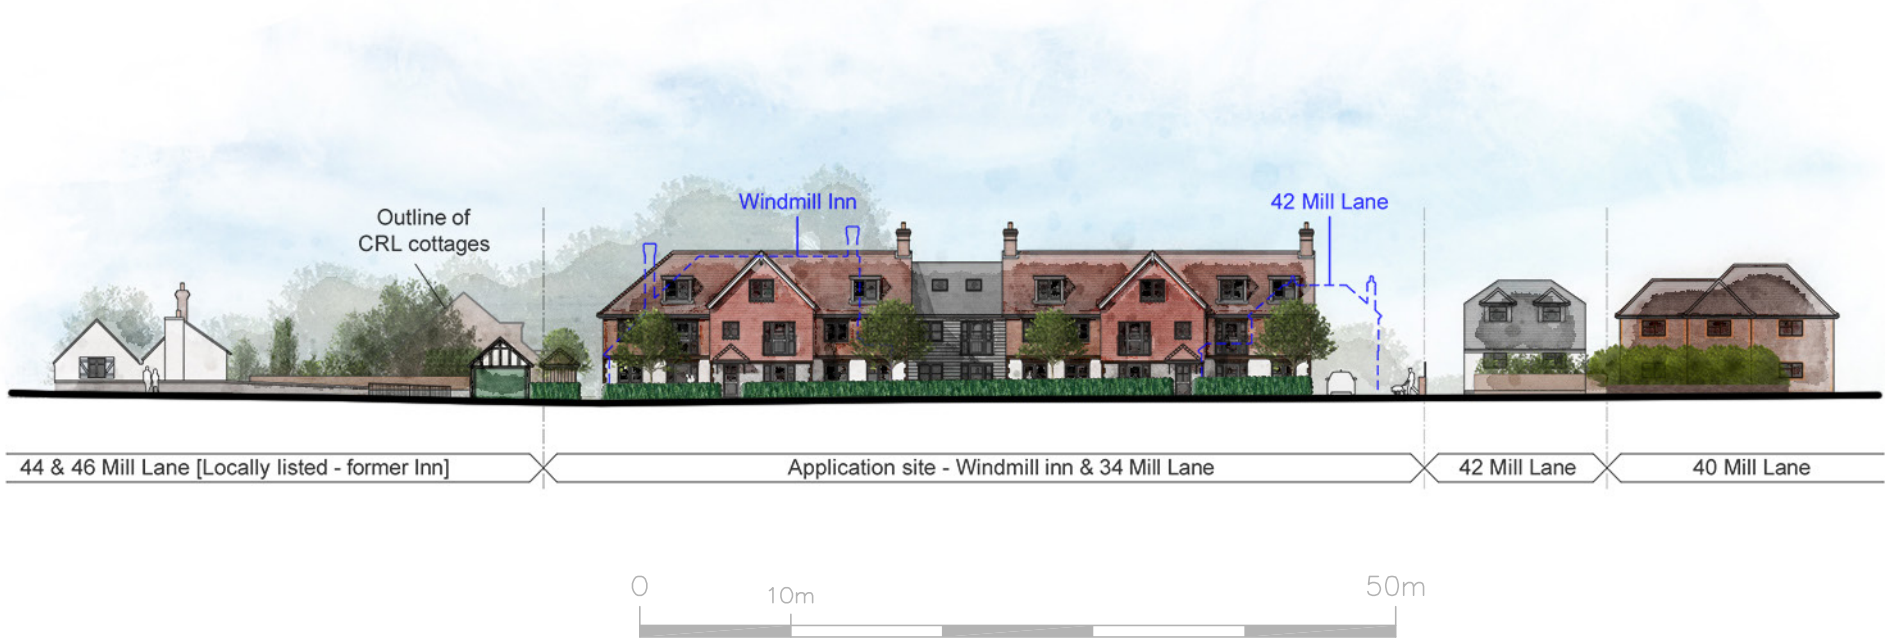 Windmill Inn
42 Mill Lane
Outline of
CRL cottages
44 & 46 Mill Lane [Locally listed - former Inn]
Application site - Windmill inn & 34 Mill Lane
42 Mill Lane
40 Mill Lane
0
10m
50m